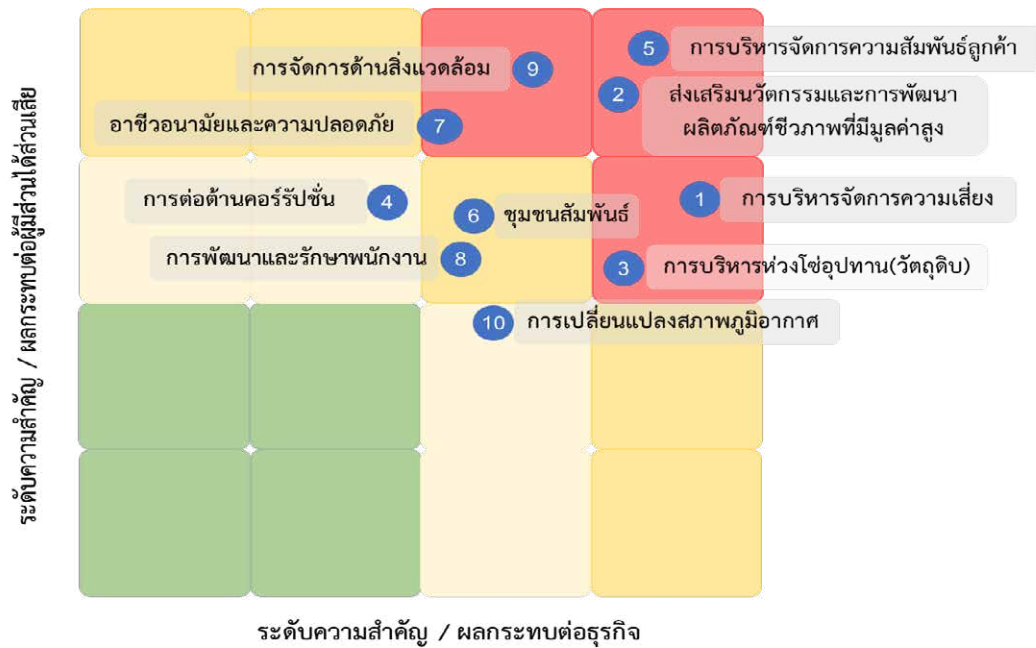 5 การบริหารจัดการความสัมพันธ์ลูกค้า
การจัดการด้านสิ่งแวดล้อม 9
2 ส่งเสริมนวัตกรรมและการพัฒนา
ผลิตภัณฑ์ชีวภาพที่มีมูลค่าสูง
อาชีวอนามัยและความปลอดภัย 7
การต่อต้านคอร์รัปชั่น 4
1 การบริหารจัดการความเสี่ยง
6 ชุมชนสัมพันธ์
การพัฒนาและรักษาพนักงาน 8
3 การบริหารห่วงโซ่อุปทาน(วัตถุดิบ)
10 การเปลี่ยนแปลงสภาพภูมิอากาศ
ระดับความสำคัญ / ผลกระทบต่อผู้มีส่วนได้ส่วนเสีย
ระดับความสำคัญ / ผลกระทบต่อธุรกิจ